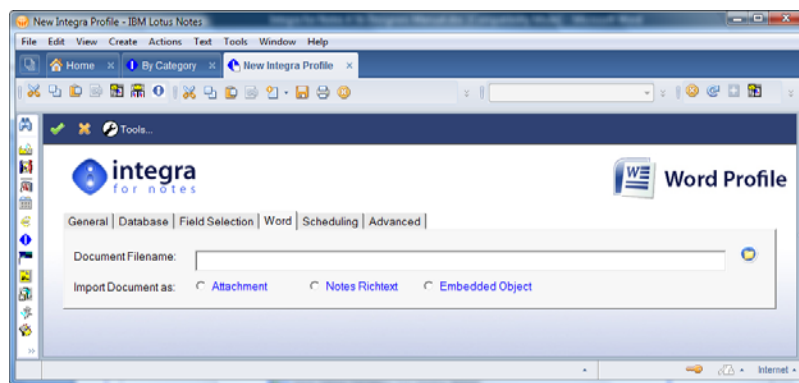 New Integra Profile - IBM Lotus Notes
File Edit View Create Actions Text Tools Window Help
Home By Category New Integra Profile
Tools...
integra
for notes
Word Profile
General Database Field Selection Word Scheduling Advanced
Document Filename:
Import Document as: Attachment Notes Richtext Embedded Object
Internet